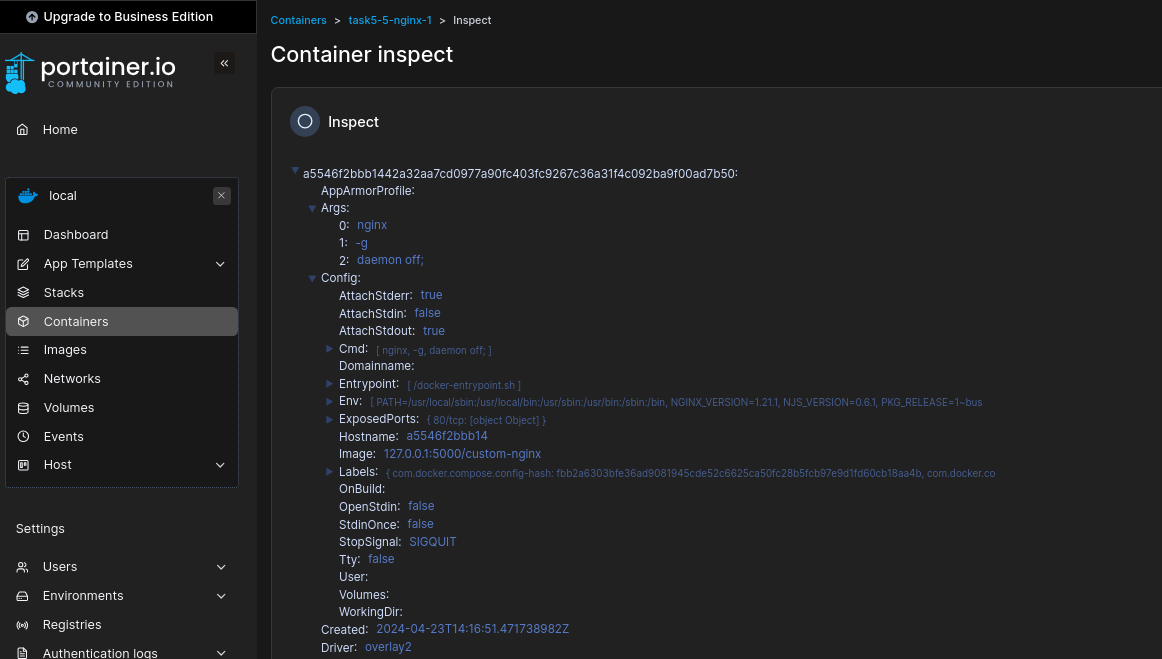 Upgrade to Business Edition
portainer.io
COMMUNITY EDITION
Home
local
Dashboard
App Templates
Stacks
Containers
Images
Networks
Volumes
Events
Host
Settings
Users
Environments
Registries
Authentication logs
Containers > task5-5-nginx-1 > Inspect
Container inspect
Inspect
a5546f2bbb1442a32aa7cd0977a90fc403fc9267c36a31f4c092ba9f00ad7b50:
AppArmorProfile:
Args:
0: nginx
1: -g
2: daemon off;
Config:
AttachStderr: true
AttachStdin: false
AttachStdout: true
Cmd: [ nginx, -g, daemon off; ]
Domainname:
Entrypoint: [ /docker-entrypoint.sh ]
Env: [ PATH=/usr/local/sbin:/usr/local/bin:/usr/sbin:/usr/bin:/sbin:/bin, NGINX_VERSION=1.21.1, NJS_VERSION=0.6.1, PKG_RELEASE=1~bus
ExposedPorts: { 80/tcp: [object Object] }
Hostname: a5546f2bbb14
Image: 127.0.0.1:5000/custom-nginx
Labels: { com.docker.compose.config-hash: fbb2a6303bfe36ad9081945cde52c6625ca50fc28b5fcb97e9d1fd60cb18aa4b, com.docker.co
OnBuild:
OpenStdin: false
StdinOnce: false
StopSignal: SIGQUIT
Tty: false
User:
Volumes:
WorkingDir:
Created: 2024-04-23T14:16:51.471738982Z
Driver: overlay2